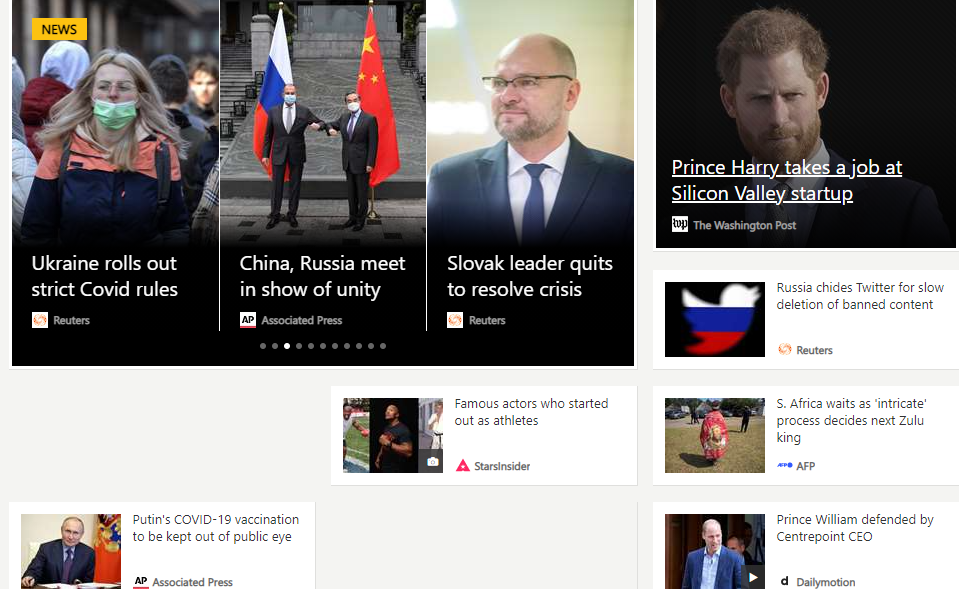 NEWS
Ukraine rolls out
strict Covid rules
Reuters
China, Russia meet
in show of unity
AP Associated Press
Slovak leader quits
to resolve crisis
Reuters
Prince Harry takes a job at
Silicon Valley startup
wp The Washington Post
Russia chides Twitter for slow
deletion of banned content
Reuters
Famous actors who started
out as athletes
StarsInsider
S. Africa waits as 'intricate'
process decides next Zulu
king
AFP AFP
Putin's COVID-19 vaccination
to be kept out of public eye
AP Associated Press
Prince William defended by
Centrepoint CEO
d Dailymotion